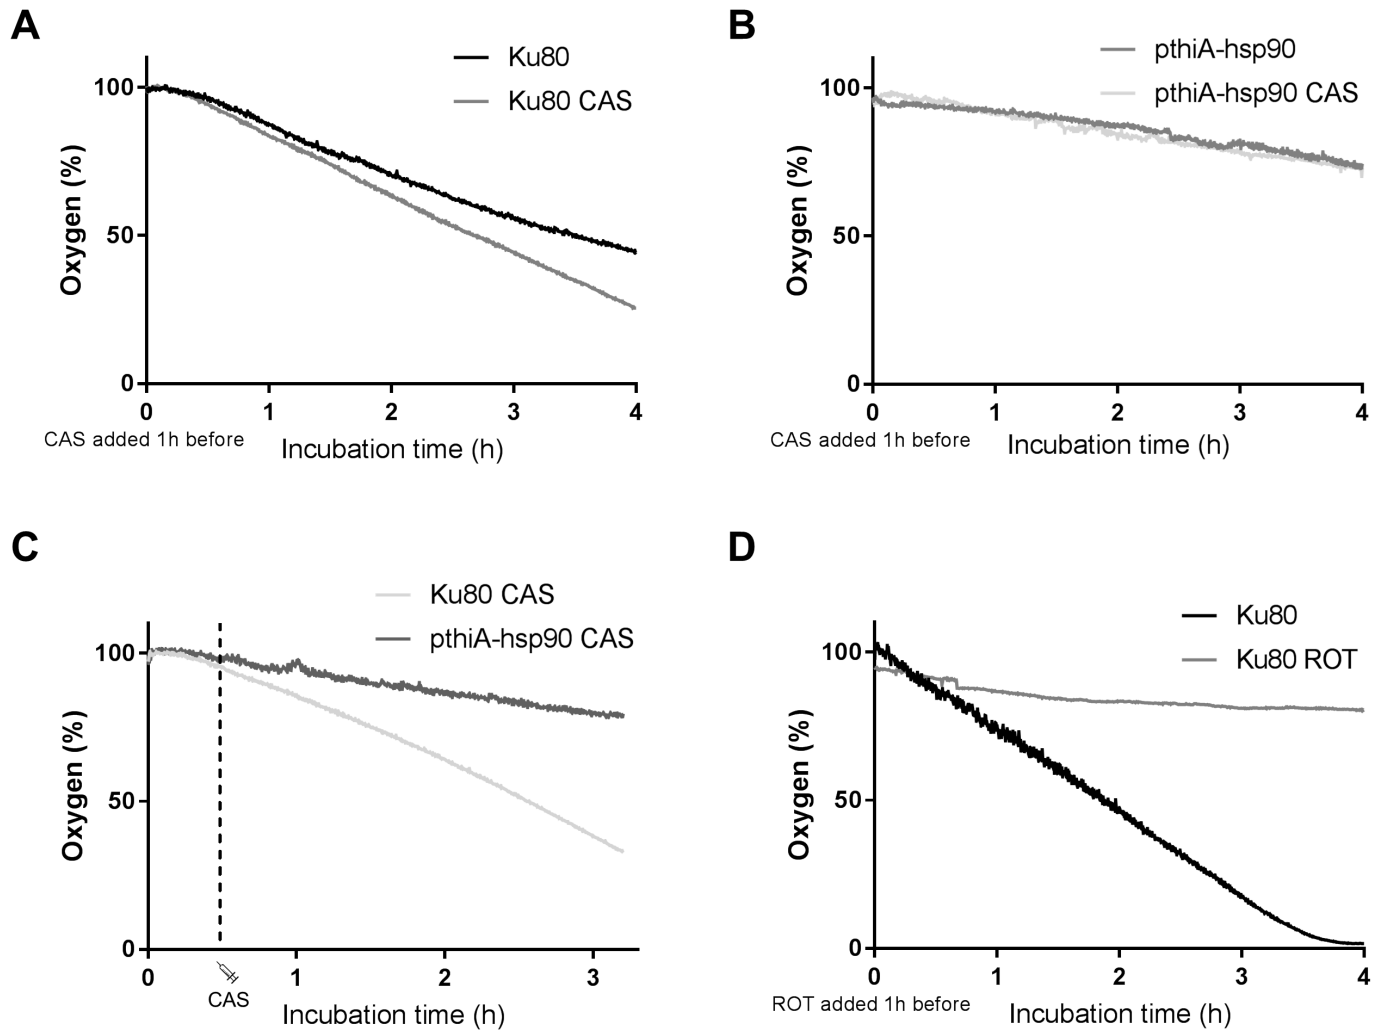 A
Ku80
Ku80 CAS
100
50
0
Oxygen (%)
0 1 2 3 4
CAS added 1h before
Incubation time (h)
B
pthiA-hsp90
pthiA-hsp90 CAS
100
50
0
Oxygen (%)
0 1 2 3 4
CAS added 1h before
Incubation time (h)
C
Ku80 CAS
pthiA-hsp90 CAS
100
50
0
Oxygen (%)
0 1 2 3
CAS
Incubation time (h)
D
Ku80
Ku80 ROT
100
50
0
Oxygen (%)
0 1 2 3 4
ROT added 1h before
Incubation time (h)